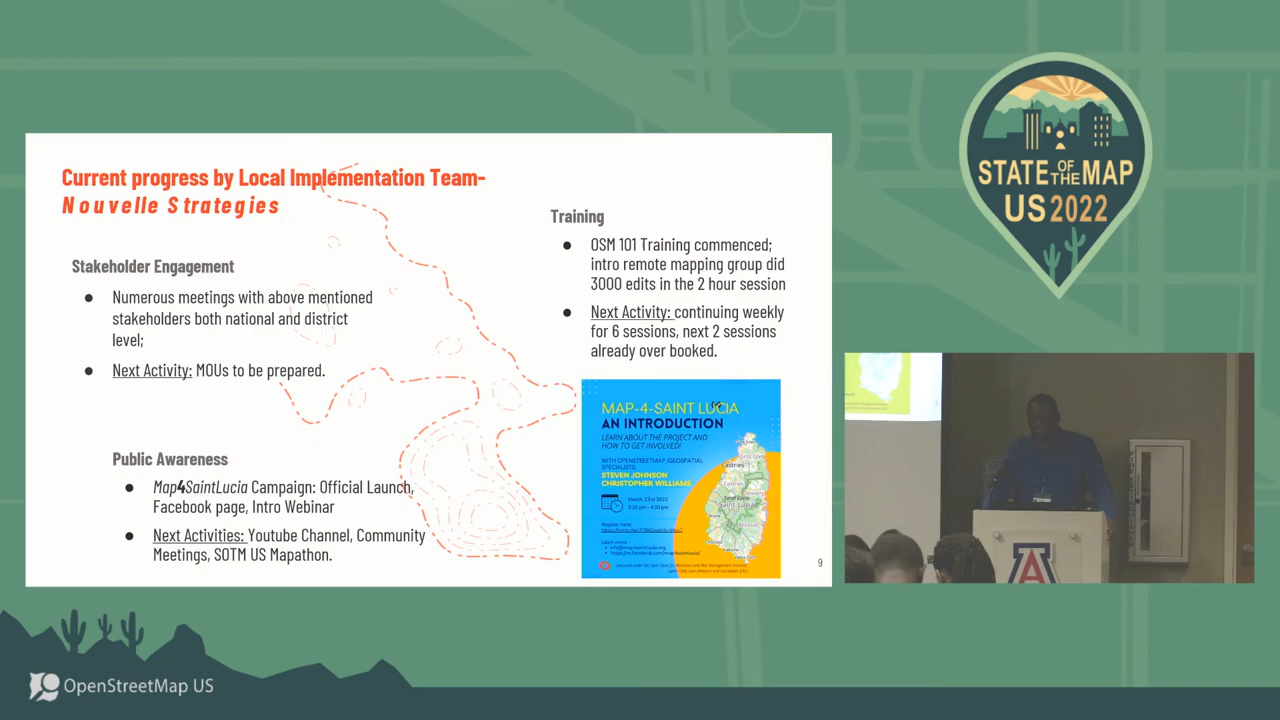 Current progress by Local Implementation Team-
Nouvelle Strategies
Stakeholder Engagement
● Numerous meetings with above mentioned
stakeholders both national and district
level;
● Next Activity: MOUs to be prepared.
Public Awareness
● Map4SaintLucia Campaign: Official Launch,
Facebook page, Intro Webinar
● Next Activities: Youtube Channel, Community
Meetings, SOTM US Mapathon.
Training
● OSM 101 Training commenced;
intro remote mapping group did
3000 edits in the 2 hour session
● Next Activity: continuing weekly
for 6 sessions, next 2 sessions
already over booked.
MAP-4-SAINT LUCIA
AN INTRODUCTION
LEARN ABOUT THE PROJECT AND
HOW TO GET INVOLVED!
WITH OPENSTREETMAP /GEOSPATIAL
SPECIALISTS:
STEVEN JOHNSON
CHRISTOPHER WILLIAMS
March 23rd 2022
3:30 pm - 4:30 pm
Register here:
Learn more:
• info@map4saintlucia.org
Castries
Saint Lucia
9
STATE OF THE MAP
US 2022
A
OpenStreetMap US